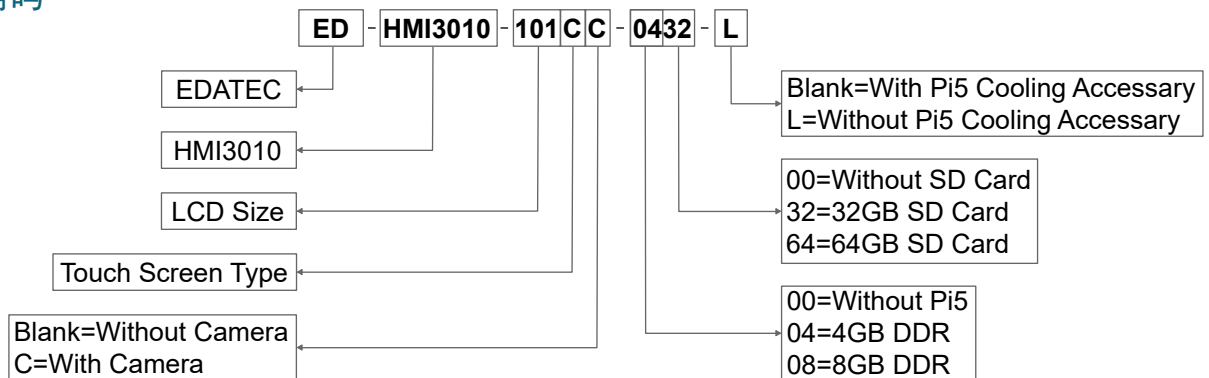 ED - HMI3010 - 101 C C - 04 32 - L
EDATEC
HMI3010
LCD Size
Touch Screen Type
Blank=Without Camera
C=With Camera
Blank=With Pi5 Cooling Accessary
L=Without Pi5 Cooling Accessary
00=Without SD Card
32=32GB SD Card
64=64GB SD Card
00=Without Pi5
04=4GB DDR
08=8GB DDR